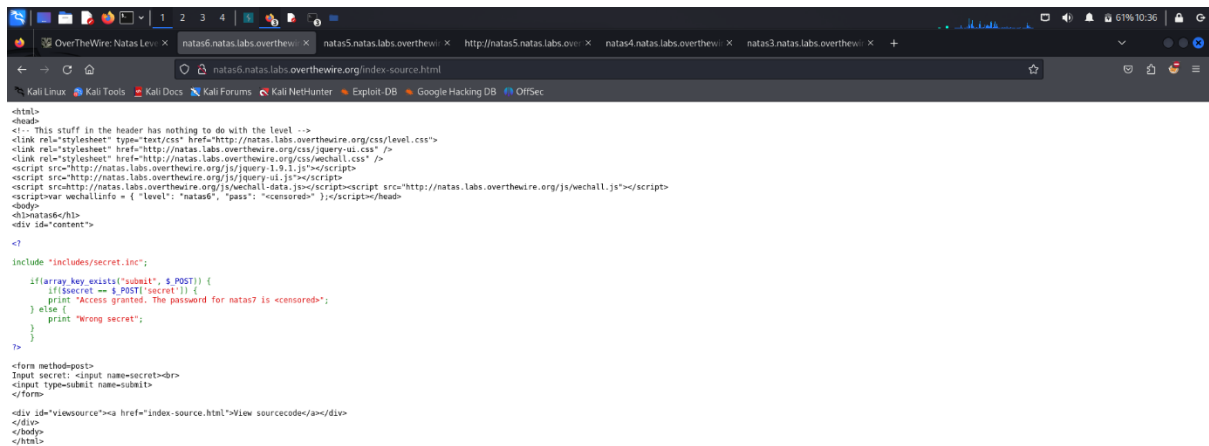 1 2 3 4 61% 10:36
OverTheWire: Natas Leve natas6.natas.labs.overthewir natas5.natas.labs.overthewir http://natas5.natas.labs.over natas4.natas.labs.overthewir natas3.natas.labs.overthewir
natas6.natas.labs.overthewire.org/index-source.html
Kali Linux Kali Tools Kali Docs Kali Forums Kali NetHunter Exploit-DB Google Hacking DB OffSec
<html>
<head>
<!-- This stuff in the header has nothing to do with the level -->
<link rel="stylesheet" type="text/css" href="http://natas.labs.overthewire.org/css/level.css">
<link rel="stylesheet" href="http://natas.labs.overthewire.org/css/jquery-ui.css" />
<link rel="stylesheet" href="http://natas.labs.overthewire.org/css/wechall.css" />
<script src="http://natas.labs.overthewire.org/js/jquery-1.9.1.js"></script>
<script src="http://natas.labs.overthewire.org/js/jquery-ui.js"></script>
<script src=http://natas.labs.overthewire.org/js/wechall-data.js></script><script src="http://natas.labs.overthewire.org/js/wechall.js"></script>
<script>var wechallinfo = { "level": "natas6", "pass": "<censored>" };</script></head>
<body>
<h1>natas6</h1>
<div id="content">
<?
include "includes/secret.inc";
if(array_key_exists("submit", $_POST)) {
if($secret == $_POST['secret']) {
print "Access granted. The password for natas7 is <censored>";
} else {
print "Wrong secret";
}
}
?>
<form method=post>
Input secret: <input name=secret><br>
<input type=submit name=submit>
</form>
<div id="viewsource"><a href="index-source.html">View sourcecode</a></div>
</div>
</body>
</html>